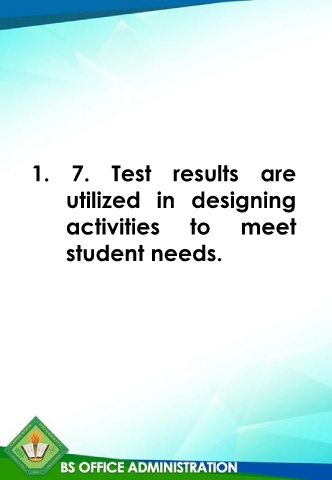 1. 7. Test results are
utilized in designing
activities to meet
student needs.
BS OFFICE ADMINISTRATION